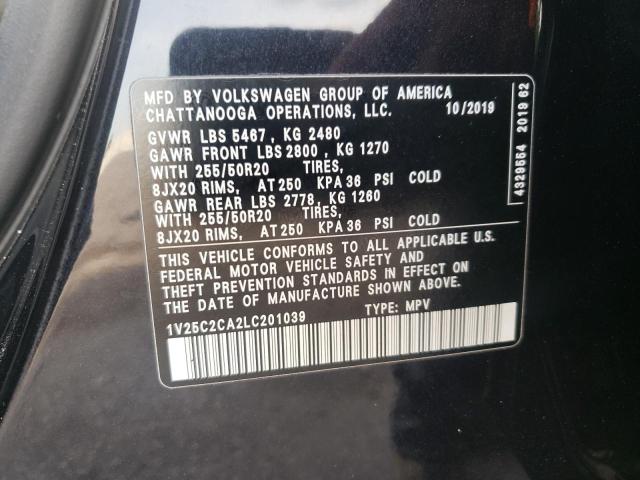 MFD BY VOLKSWAGEN GROUP OF AMERICA
CHATTANOOGA OPERATIONS, LLC. 10/2019
GVWR LBS 5467, KG 2480
GAWR FRONT LBS 2800, KG 1270
WITH 255/50R20 TIRES,
8JX20 RIMS, AT 250 KPA 36 PSI COLD
GAWR REAR LBS 2778, KG 1260
WITH 255/50R20 TIRES,
8JX20 RIMS, AT 250 KPA 36 PSI COLD
THIS VEHICLE CONFORMS TO ALL APPLICABLE U.S.
FEDERAL MOTOR VEHICLE SAFETY AND
THEFT PREVENTION STANDARDS IN EFFECT ON
THE DATE OF MANUFACTURE SHOWN ABOVE.
1V25C2CA2LC201039 TYPE: MPV
4329554 2019 62